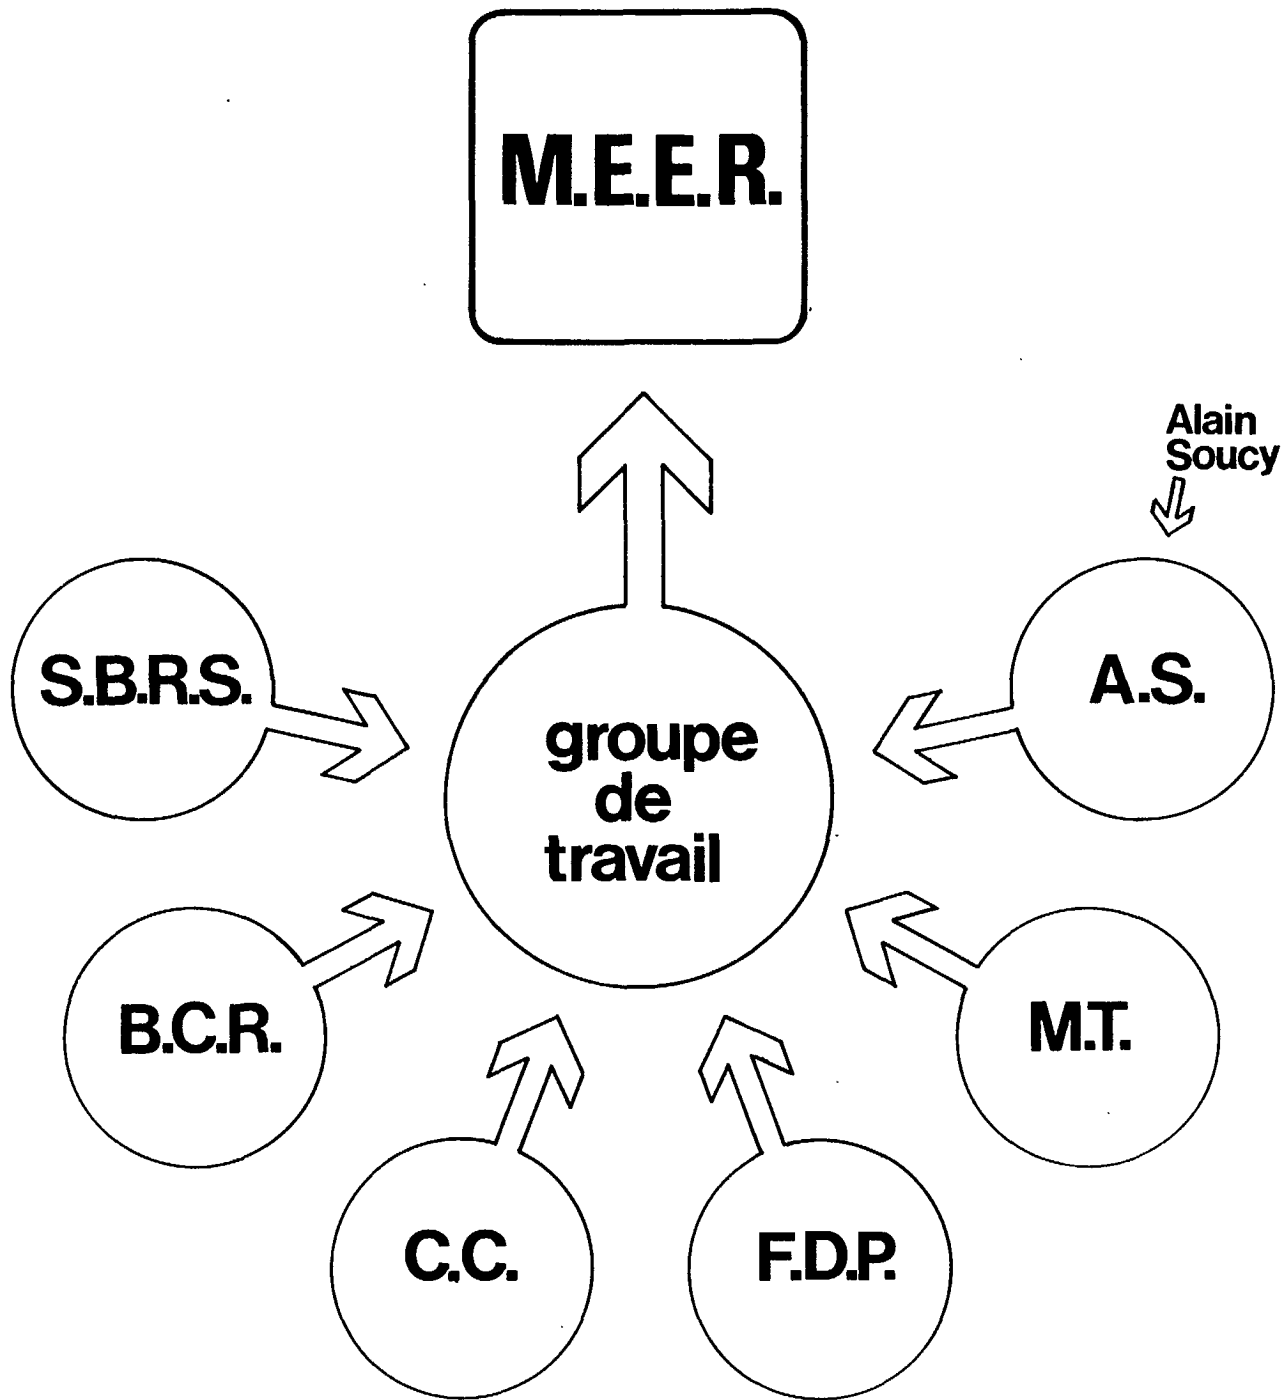 M.E.E.R.
Alain
Soucy
S.B.R.S.
A.S.
groupe
de
travail
B.C.R.
M.T.
C.C.
F.D.P.